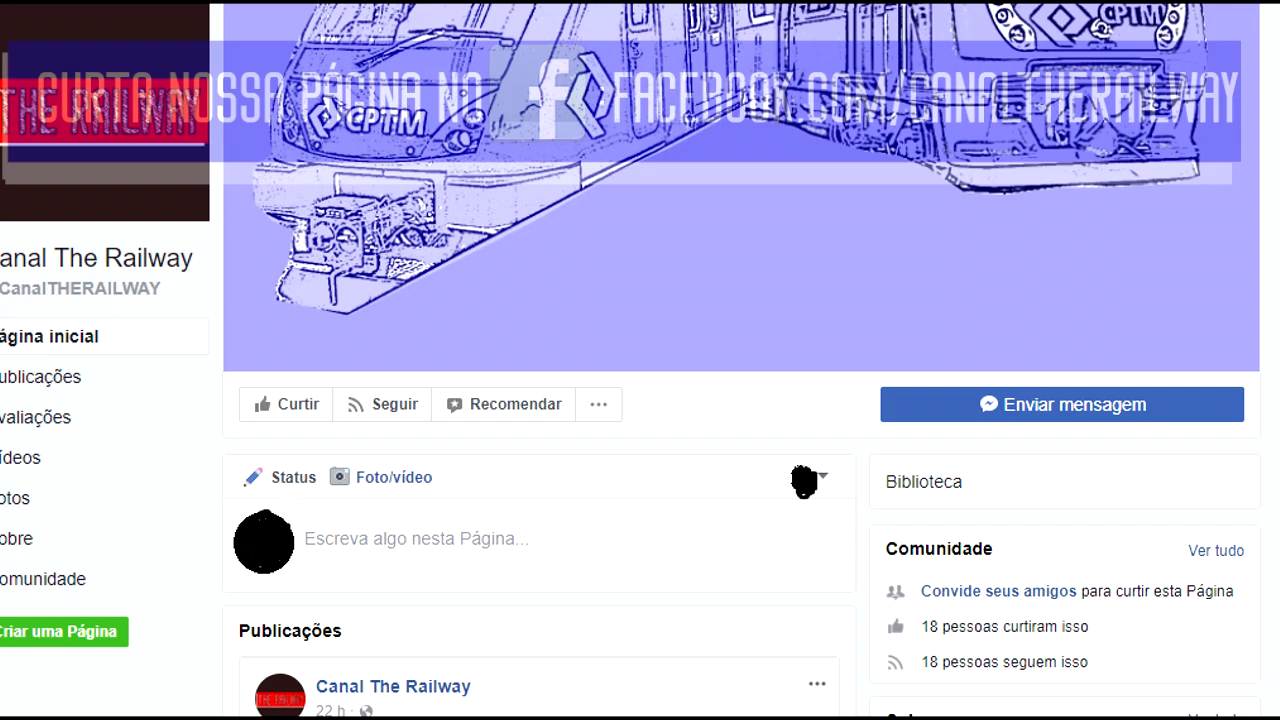 CPTM
CURTA NOSSA PÁGINA NO f FACEBOOK.COM/CANALTHERAILWAY
THE RAILWAY
CPTM
anal The Railway
CanalTHERAILWAY
ágina inicial
ublicações
valiações
ídeos
otos
obre
omunidade
Criar uma Página
Curtir
Seguir
Recomendar
Enviar mensagem
Status
Foto/vídeo
Escreva algo nesta Página...
Publicações
Canal The Railway
22 h
THE RAILWAY
Biblioteca
Comunidade
Ver tudo
Convide seus amigos para curtir esta Página
18 pessoas curtiram isso
18 pessoas seguem isso